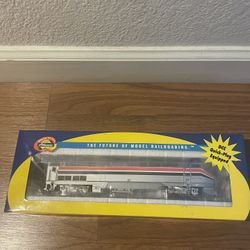 THE FUTURE OF MODEL RAILROADING
DCC
Quick-Plug
Equipped